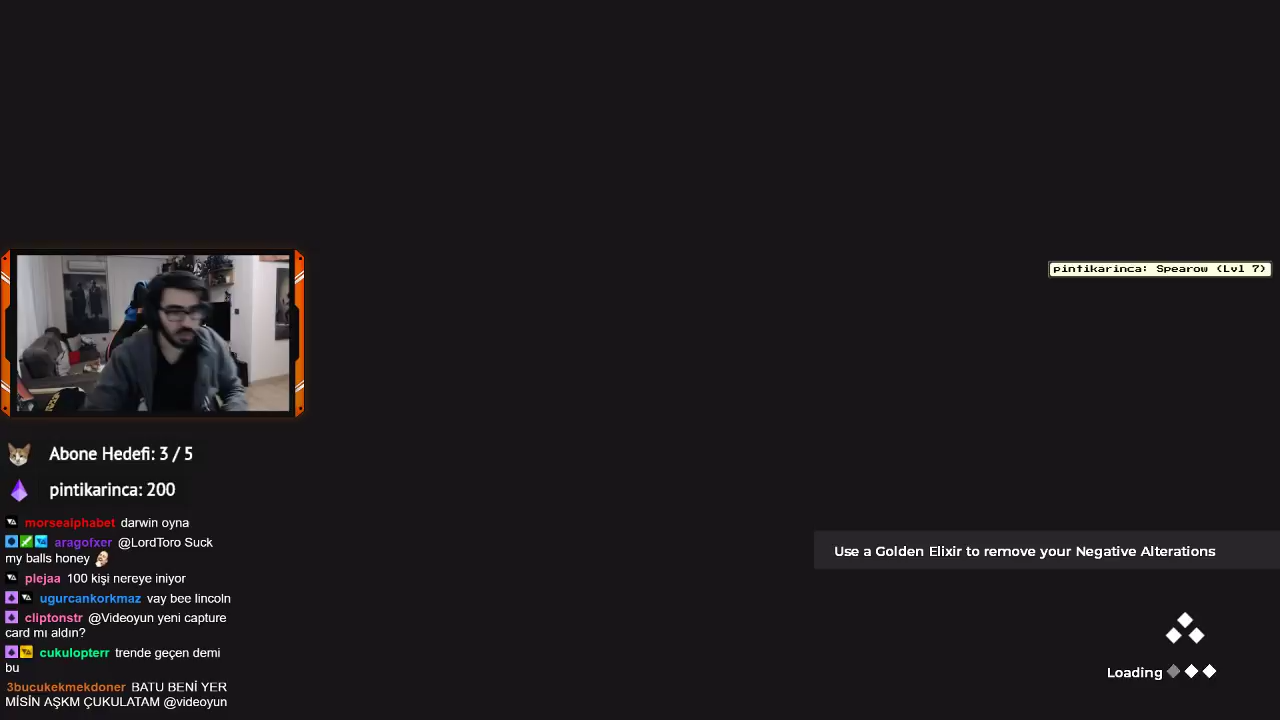 pintikarinca: Spearow (Lvl 7)
Abone Hedefi: 3 / 5
pintikarinca: 200
morsealphabet darwin oyna
aragofxer @LordToro Suck
my balls honey
plejaa 100 kişi nereye iniyor
ugurcankorkmaz vay bee lincoln
cliptonstr @Videoyun yeni capture
card mı aldın?
cukulopterr trende geçen demi
bu
3bucukekmekdoner BATU BENİ YER
MİSİN AŞKM ÇUKULATAM @videoyun
Use a Golden Elixir to remove your Negative Alterations
Loading